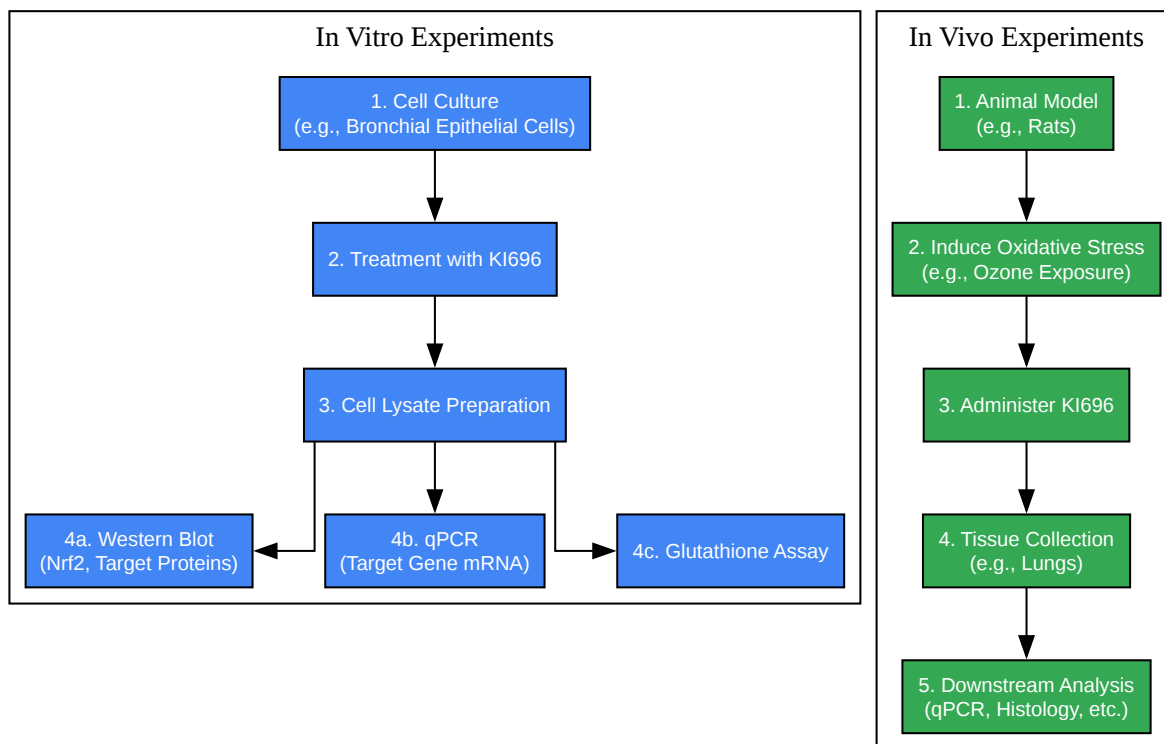 In Vitro Experiments
1. Cell Culture
(e.g., Bronchial Epithelial Cells)
2. Treatment with KI696
3. Cell Lysate Preparation
4a. Western Blot
(Nrf2, Target Proteins)
4b. qPCR
(Target Gene mRNA)
4c. Glutathione Assay
In Vivo Experiments
1. Animal Model
(e.g., Rats)
2. Induce Oxidative Stress
(e.g., Ozone Exposure)
3. Administer KI696
4. Tissue Collection
(e.g., Lungs)
5. Downstream Analysis
(qPCR, Histology, etc.)